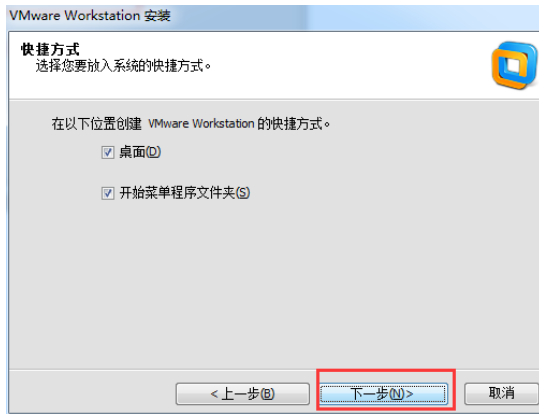 VMware Workstation 安装
快捷方式
选择您要放入系统的快捷方式。
在以下位置创建 VMware Workstation 的快捷方式。
桌面(D)
开始菜单程序文件夹(S)
<上一步(B) 下一步(N)> 取消